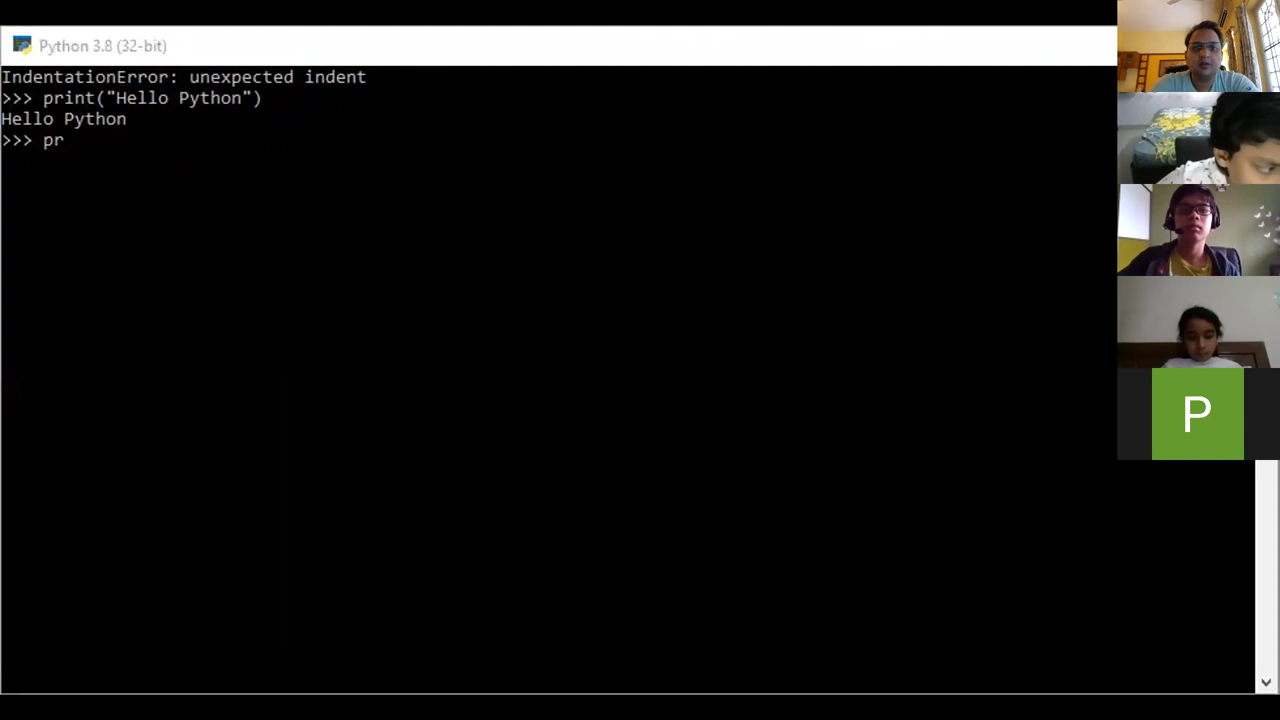 Python 3.8 (32-bit)
IndentationError: unexpected indent
>>> print("Hello Python")
Hello Python
>>> pr
P